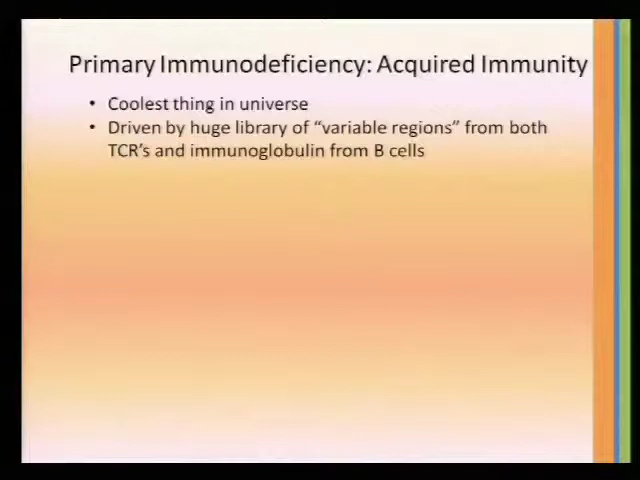 Primary Immunodeficiency: Acquired Immunity
• Coolest thing in universe
• Driven by huge library of “variable regions” from both
TCR’s and immunoglobulin from B cells